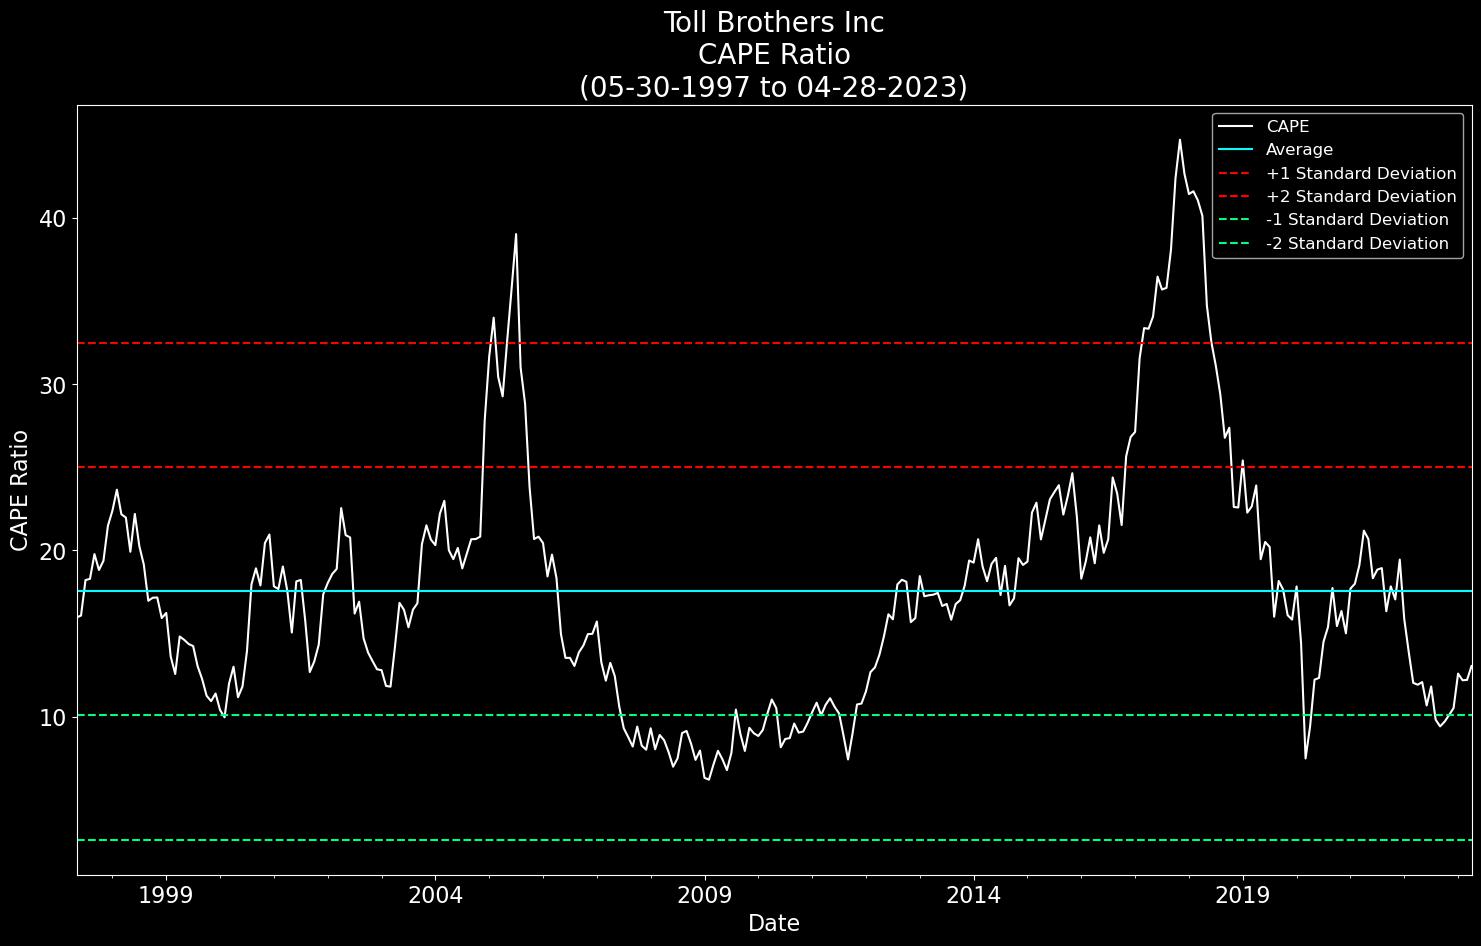 Toll Brothers Inc
CAPE Ratio
(05-30-1997 to 04-28-2023)
CAPE
Average
+1 Standard Deviation
+2 Standard Deviation
-1 Standard Deviation
-2 Standard Deviation
CAPE Ratio
40
30
20
10
1999 2004 2009 2014 2019
Date